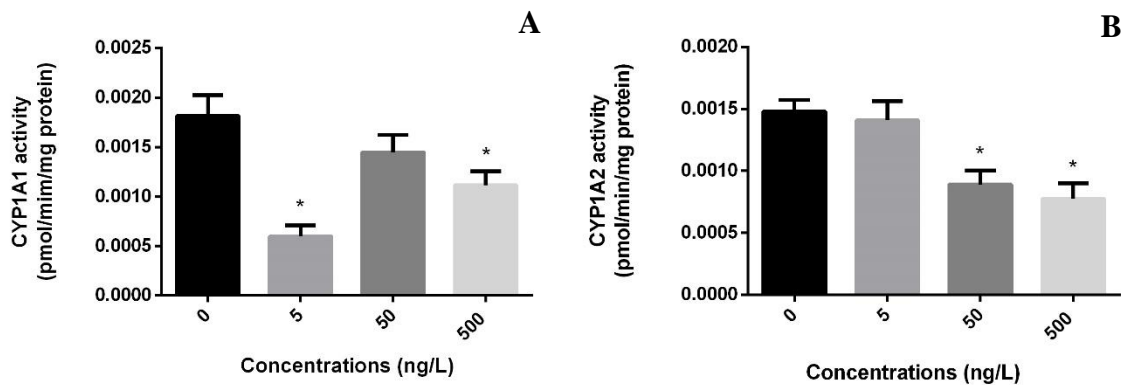 A
CYP1A1 activity
(pmol/mim/mg protein)
0.0025
0.0020
0.0015
0.0010
0.0005
0.0000
*
*
0
5
50
500
Concentrations (ng/L)
B
CYP1A2 activity
(pmol/min/mg protein)
0.0020
0.0015
0.0010
0.0005
0.0000
*
*
0
5
50
500
Concentrations (ng/L)